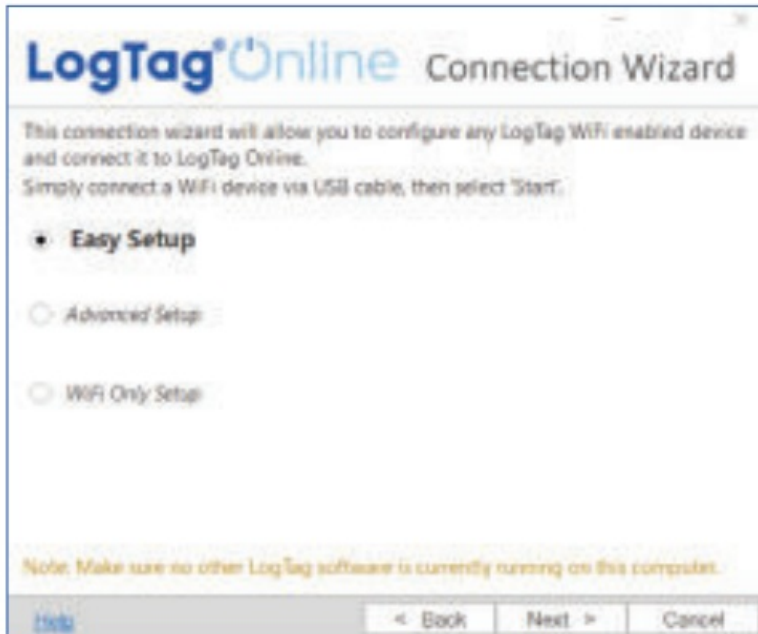 LogTag® Online Connection Wizard
This connection wizard will allow you to configure any LogTag WiFi enabled device
and connect it to LogTag Online.
Simply connect a WiFi device via USB cable, then select 'Start'.
Easy Setup
Advanced Setup
WiFi Only Setup
Note: Make sure no other LogTag software is currently running on this computer.
Help < Back Next > Cancel